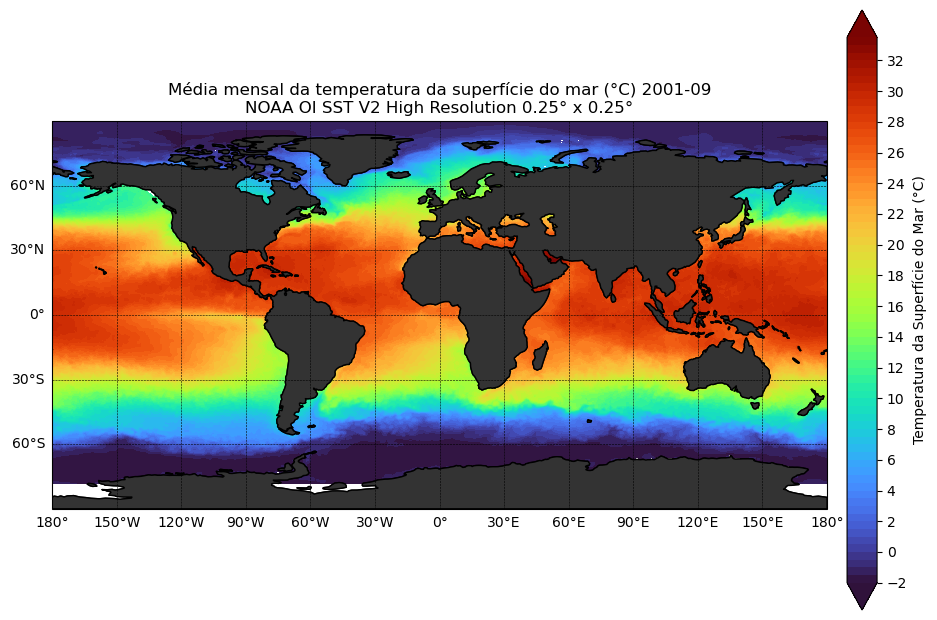 Média mensal da temperatura da superfície do mar (°C) 2001-09
NOAA OI SST V2 High Resolution 0.25° x 0.25°
60°N
30°N
0°
30°S
60°S
180° 150°W 120°W 90°W 60°W 30°W 0° 30°E 60°E 90°E 120°E 150°E 180°
32
30
28
26
24
22
20
18
16
14
12
10
8
6
4
2
0
−2
Temperatura da Superfície do Mar (°C)